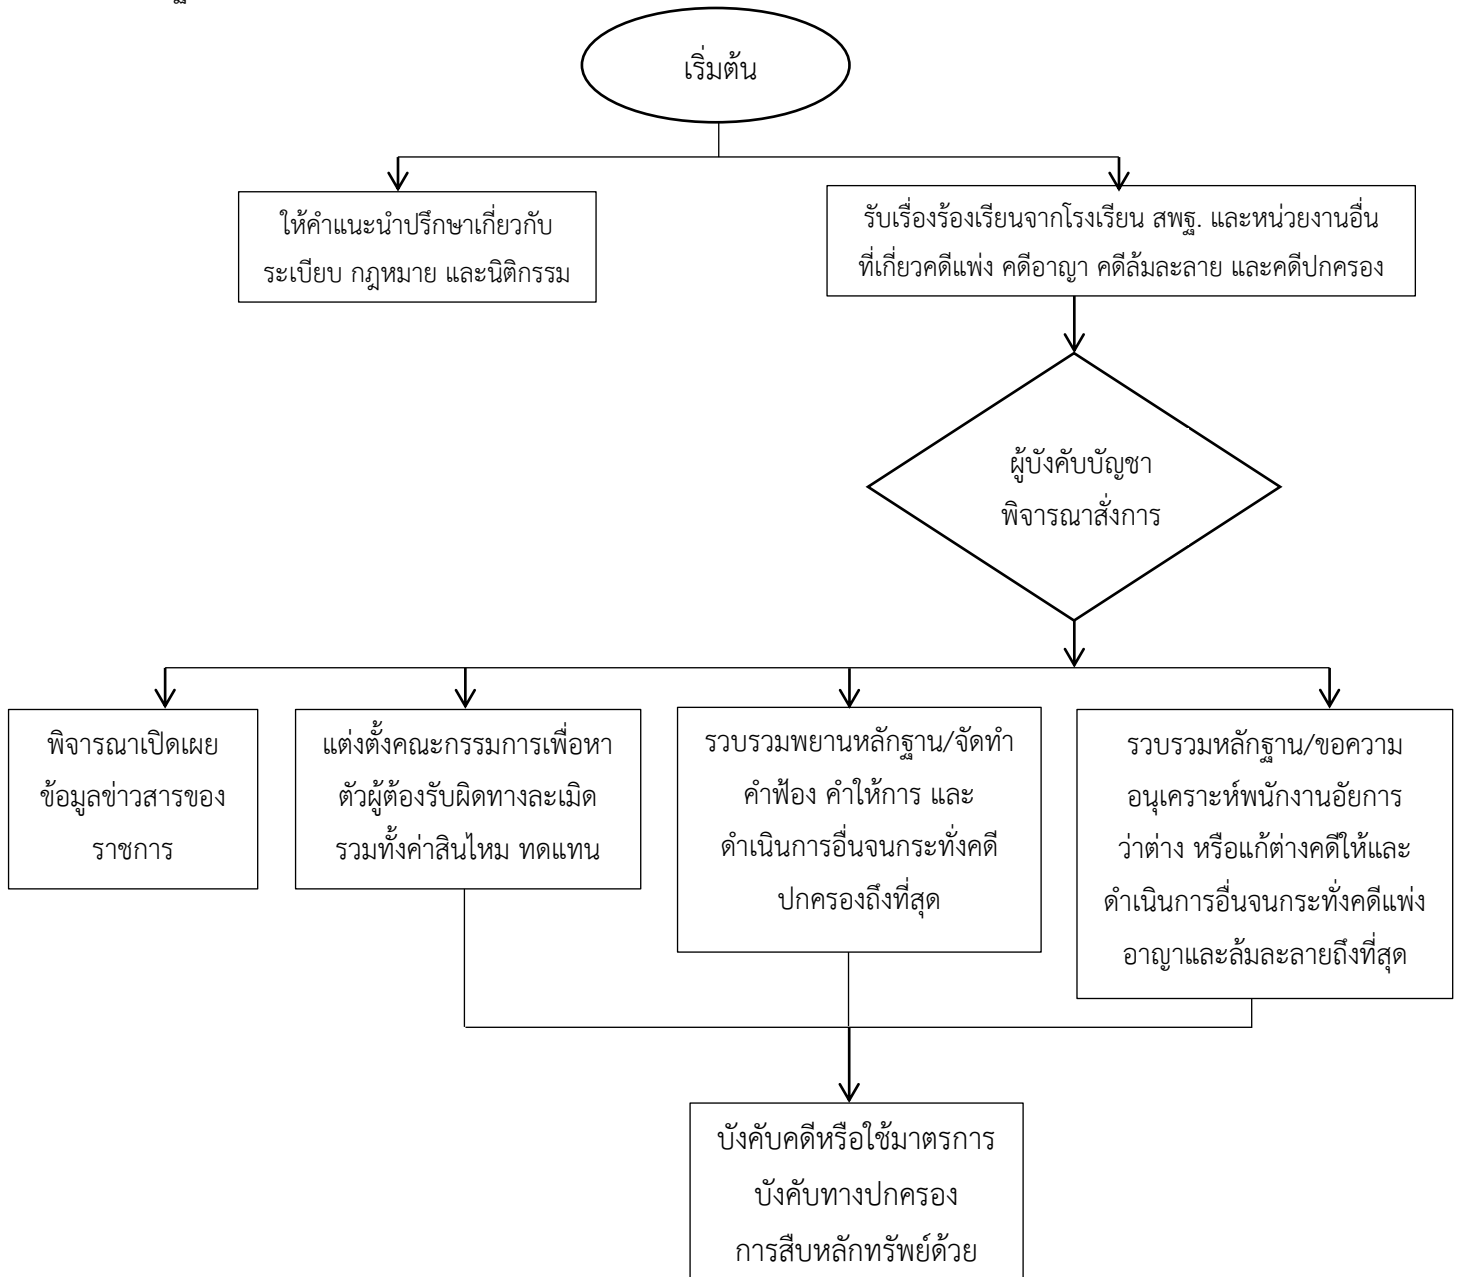 เริ่มต้น
ให้คำแนะนำปรึกษาเกี่ยวกับ
ระเบียบ กฎหมาย และนิติกรรม
รับเรื่องร้องเรียนจากโรงเรียน สพฐ. และหน่วยงานอื่น
ที่เกี่ยวคดีแพ่ง คดีอาญา คดีล้มละลาย และคดีปกครอง
ผู้บังคับบัญชา
พิจารณาสั่งการ
พิจารณาเปิดเผย
ข้อมูลข่าวสารของ
ราชการ
แต่งตั้งคณะกรรมการเพื่อหา
ตัวผู้ต้องรับผิดทางละเมิด
รวมทั้งค่าสินไหม ทดแทน
รวบรวมพยานหลักฐาน/จัดทำ
คำฟ้อง คำให้การ และ
ดำเนินการอื่นจนกระทั่งคดี
ปกครองถึงที่สุด
รวบรวมหลักฐาน/ขอความ
อนุเคราะห์พนักงานอัยการ
ว่าต่าง หรือแก้ต่างคดีให้และ
ดำเนินการอื่นจนกระทั่งคดีแพ่ง
อาญาและล้มละลายถึงที่สุด
บังคับคดีหรือใช้มาตรการ
บังคับทางปกครอง
การสืบหลักทรัพย์ด้วย